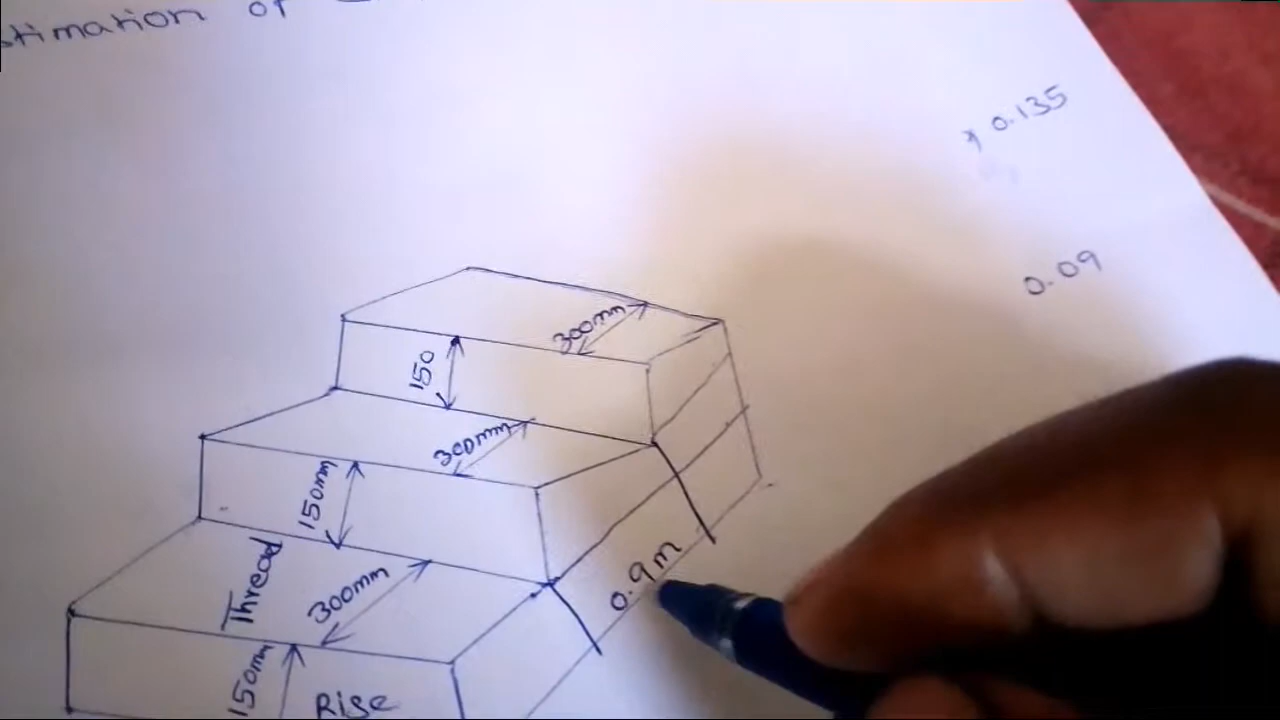 stimation of
0.135
0.09
300mm
150
300mm
150mm
Thread
300mm
0.9m
150mm
Rise